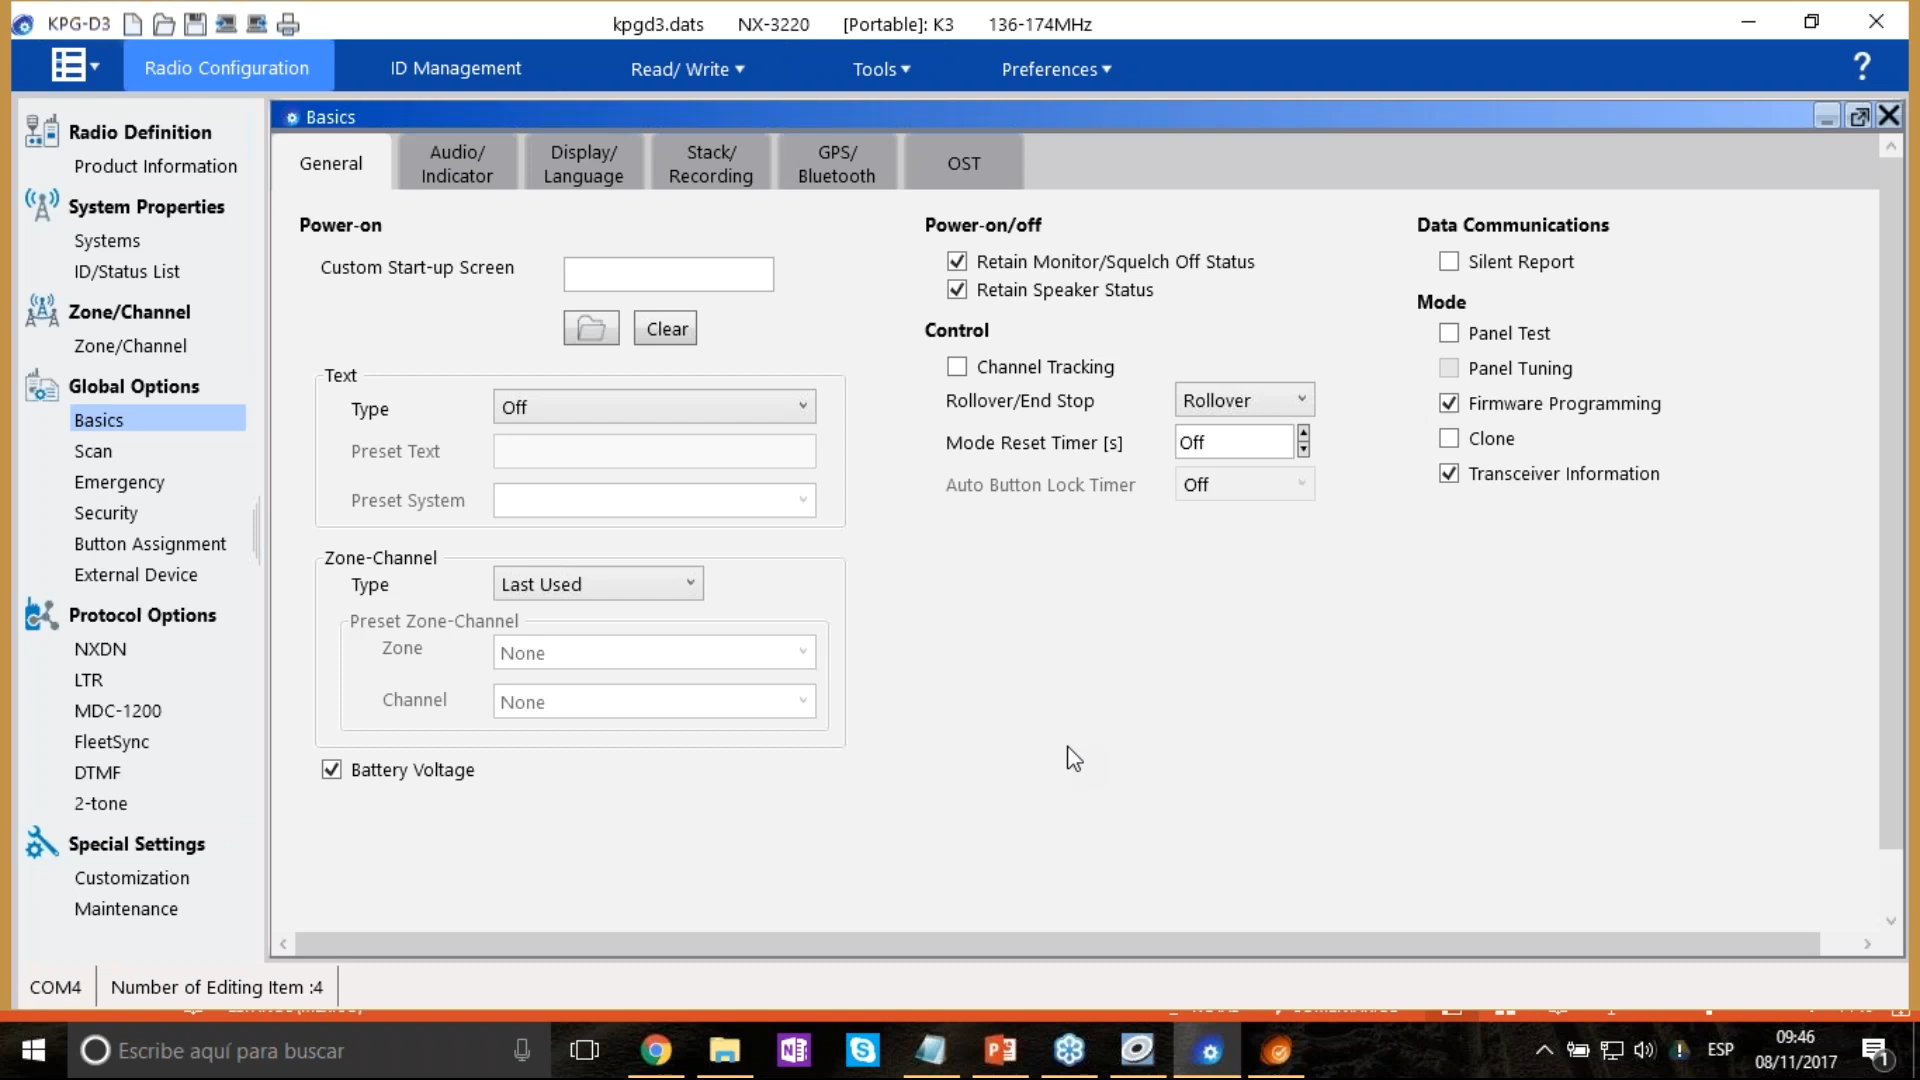 KPG-D3
kpgd3.dats NX-3220 [Portable]: K3 136-174MHz
Radio Configuration
ID Management
Read/ Write
Tools
Preferences
?
Radio Definition
Product Information
System Properties
Systems
ID/Status List
Zone/Channel
Zone/Channel
Global Options
Basics
Scan
Emergency
Security
Button Assignment
External Device
Protocol Options
NXDN
LTR
MDC-1200
FleetSync
DTMF
2-tone
Special Settings
Customization
Maintenance
Basics
General
Audio/
Indicator
Display/
Language
Stack/
Recording
GPS/
Bluetooth
OST
Power-on
Custom Start-up Screen
Clear
Text
Type
Off
Preset Text
Preset System
Zone-Channel
Type
Last Used
Preset Zone-Channel
Zone
None
Channel
None
Battery Voltage
Power-on/off
Retain Monitor/Squelch Off Status
Retain Speaker Status
Control
Channel Tracking
Rollover/End Stop
Rollover
Mode Reset Timer [s]
Off
Auto Button Lock Timer
Off
Data Communications
Silent Report
Mode
Panel Test
Panel Tuning
Firmware Programming
Clone
Transceiver Information
COM4
Number of Editing Item :4
Escribe aquí para buscar
ESP
09:46
08/11/2017
1